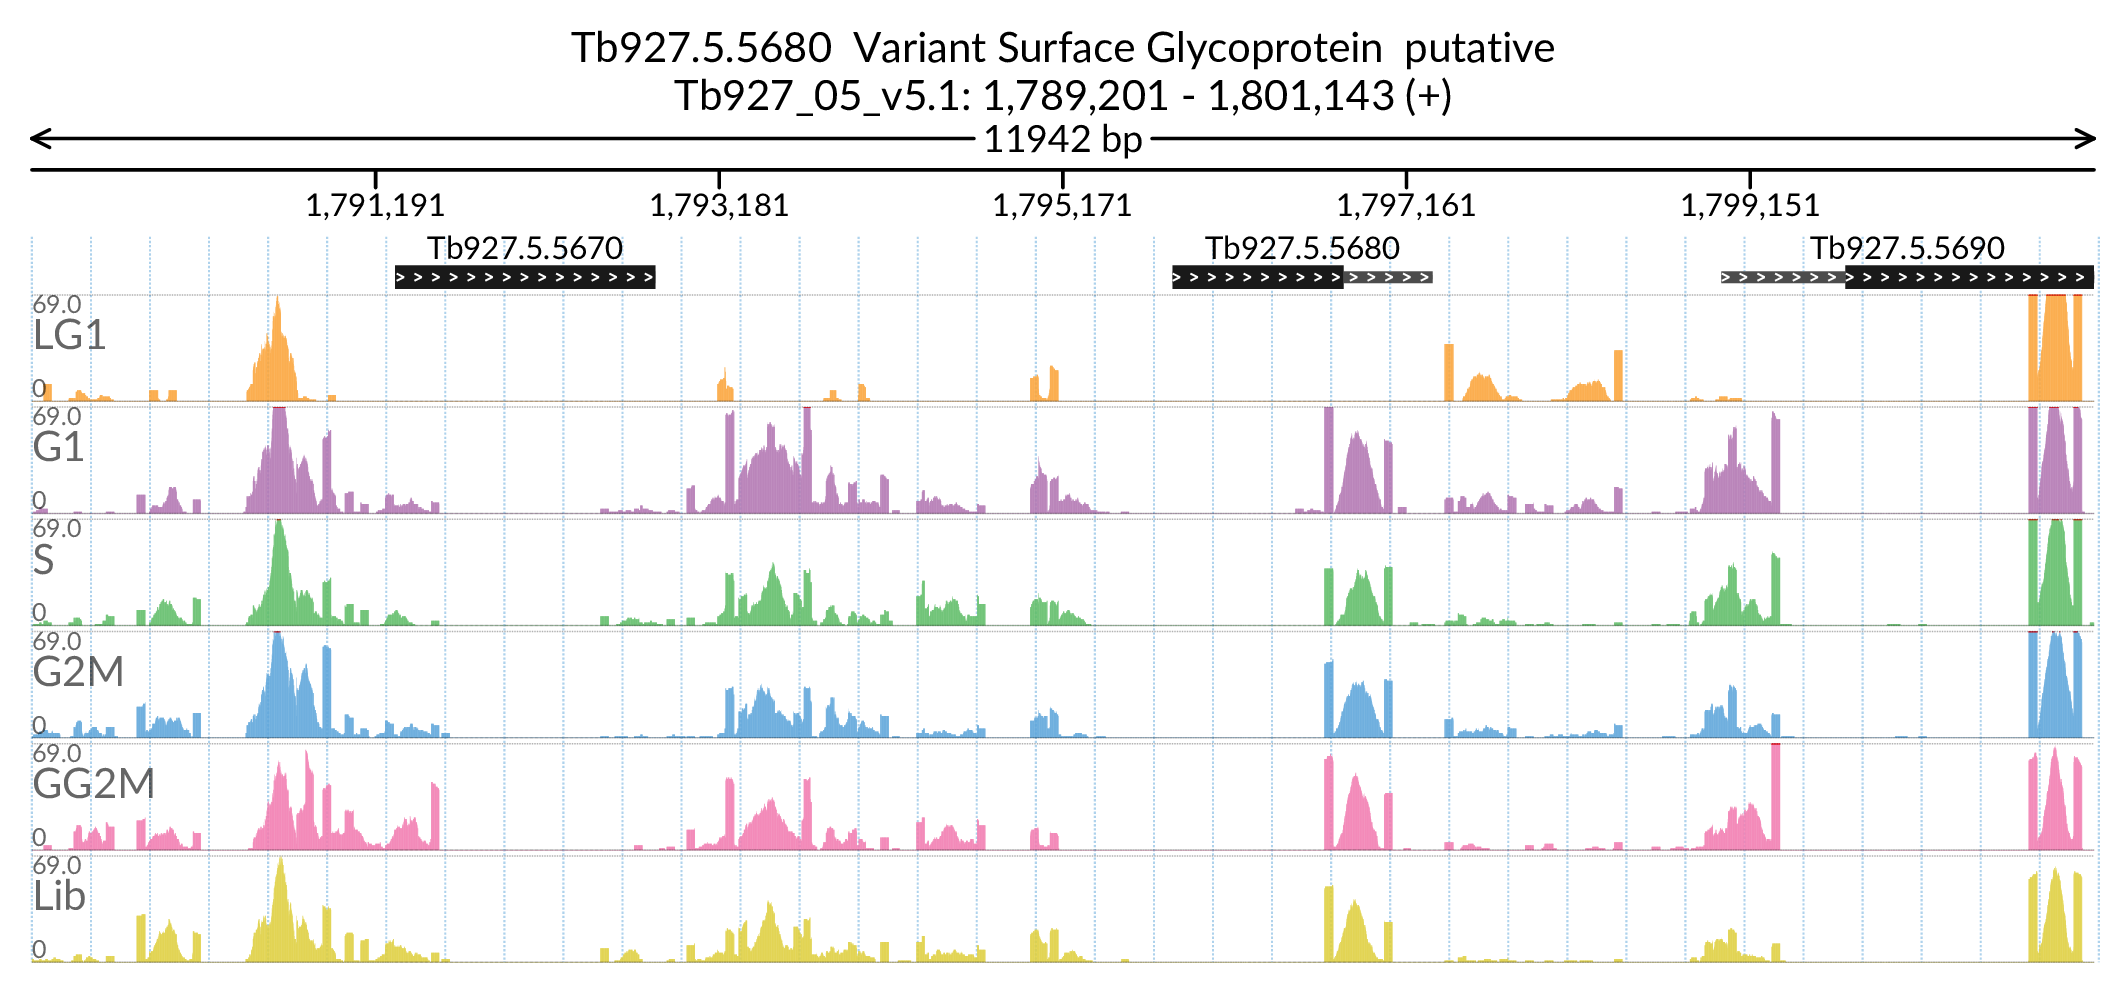 Tb927.5.5680  Variant Surface Glycoprotein  putative
Tb927_05_v5.1: 1,789,201 - 1,801,143 (+)
11942 bp
1,791,191 1,793,181 1,795,171 1,797,161 1,799,151
Tb927.5.5670 Tb927.5.5680 Tb927.5.5690
69.0
LG1
0
69.0
G1
0
69.0
S
0
69.0
G2M
0
69.0
GG2M
0
69.0
Lib
0